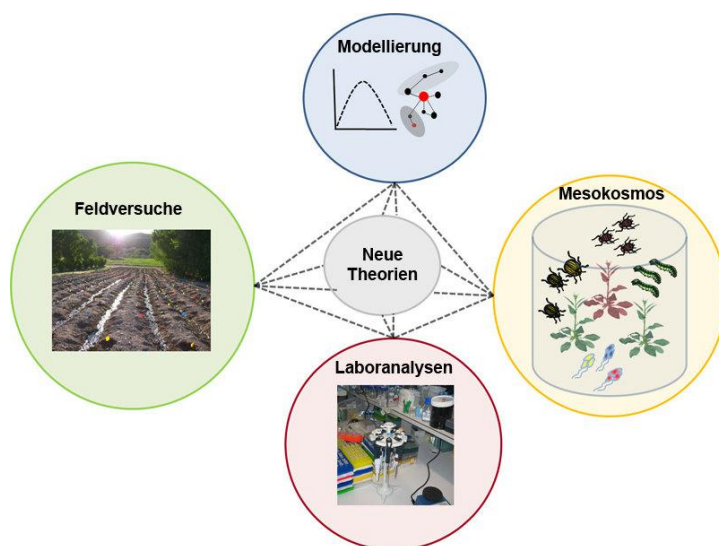 Modellierung
Feldversuche
Mesokosmos
Neue
Theorien
Laboranalysen